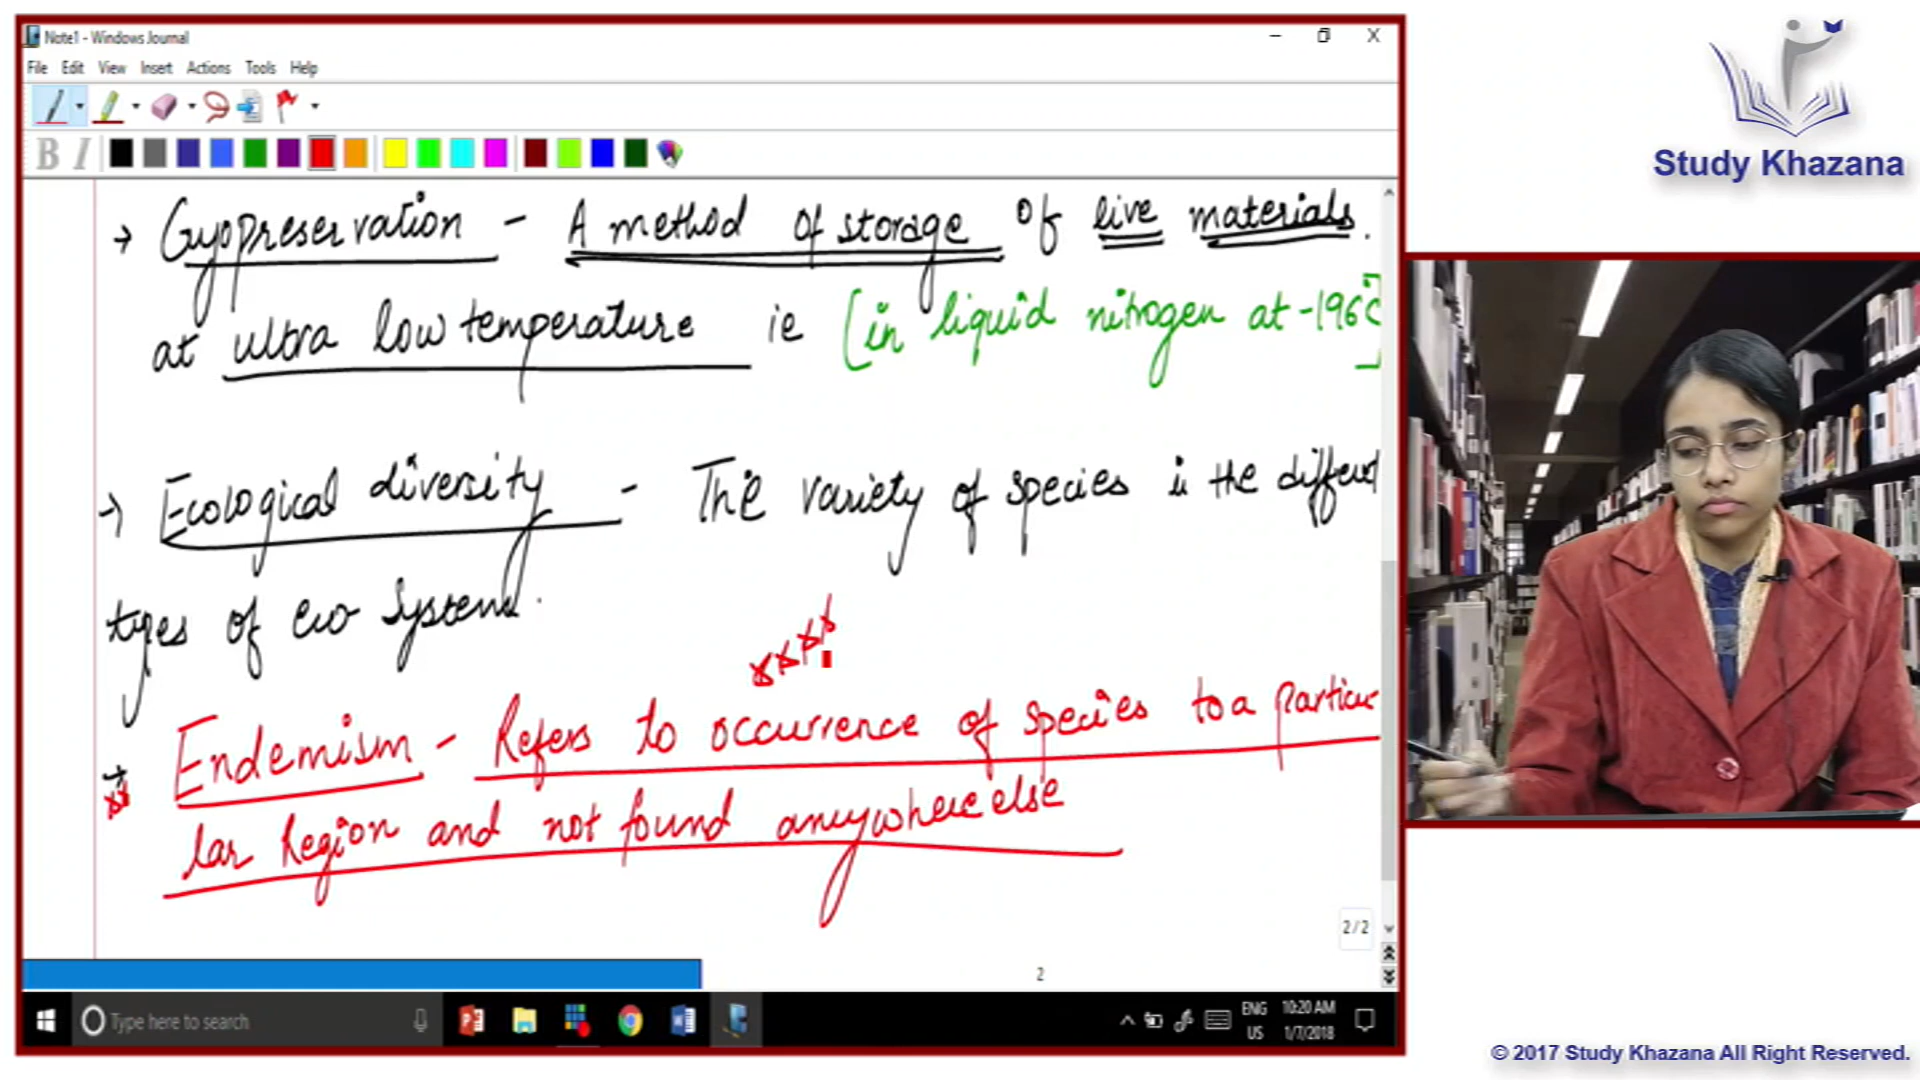 Note1 - Windows Journal
File Edit View Insert Actions Tools Help
B I
→ Cryopreservation - A method of storage of live materials.
at ultra low temperature ie [in liquid nitrogen at -196°C]
→ Ecological diversity - The variety of species in the different
types of eco systems.
Endemism - Refers to occurrence of species to a particu-
lar Region and not found anywhere else
2/2
2
Type here to search
ENG
US
10:20 AM
1/7/2018
Study Khazana
© 2017 Study Khazana All Right Reserved.